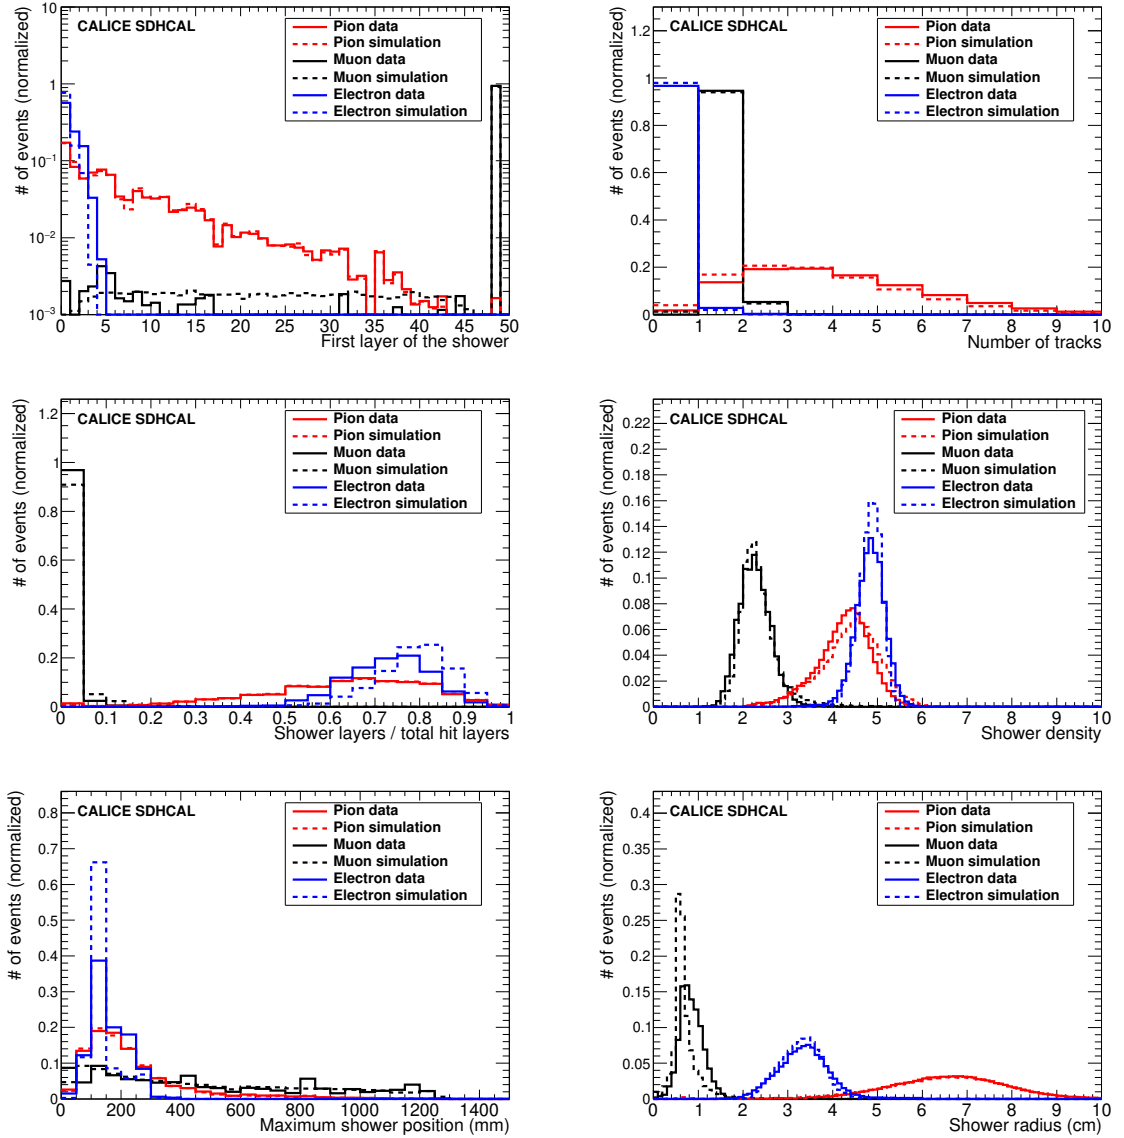 CALICE SDHCAL
Pion data
Pion simulation
Muon data
Muon simulation
Electron data
Electron simulation
# of events (normalized)
10
1
10⁻¹
10⁻²
10⁻³
0 5 10 15 20 25 30 35 40 45 50
First layer of the shower
CALICE SDHCAL
Pion data
Pion simulation
Muon data
Muon simulation
Electron data
Electron simulation
# of events (normalized)
1.2
1
0.8
0.6
0.4
0.2
0
0 1 2 3 4 5 6 7 8 9 10
Number of tracks
CALICE SDHCAL
Pion data
Pion simulation
Muon data
Muon simulation
Electron data
Electron simulation
# of events (normalized)
1.2
1
0.8
0.6
0.4
0.2
0
0 0.1 0.2 0.3 0.4 0.5 0.6 0.7 0.8 0.9 1
Shower layers / total hit layers
CALICE SDHCAL
Pion data
Pion simulation
Muon data
Muon simulation
Electron data
Electron simulation
# of events (normalized)
0.22
0.2
0.18
0.16
0.14
0.12
0.1
0.08
0.06
0.04
0.02
0
0 1 2 3 4 5 6 7 8 9 10
Shower density
CALICE SDHCAL
Pion data
Pion simulation
Muon data
Muon simulation
Electron data
Electron simulation
# of events (normalized)
0.8
0.7
0.6
0.5
0.4
0.3
0.2
0.1
0
0 200 400 600 800 1000 1200 1400
Maximum shower position (mm)
CALICE SDHCAL
Pion data
Pion simulation
Muon data
Muon simulation
Electron data
Electron simulation
# of events (normalized)
0.4
0.35
0.3
0.25
0.2
0.15
0.1
0.05
0
0 1 2 3 4 5 6 7 8 9 10
Shower radius (cm)